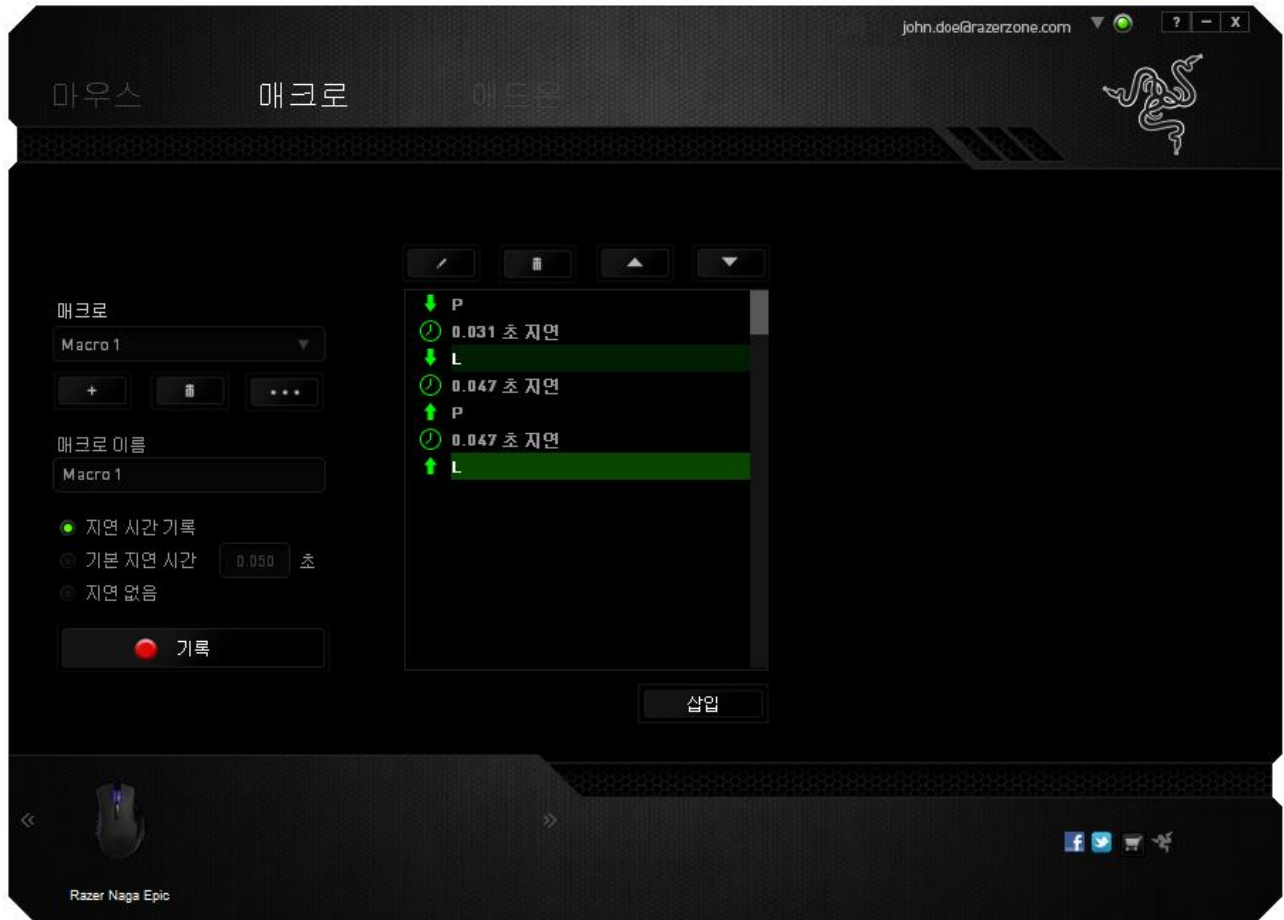 john.doe@razerzone.com
? – X
마우스 매크로 애드온
매크로
Macro 1
매크로 이름
Macro 1
지연 시간 기록
기본 지연 시간 0.050 초
지연 없음
기록
P
0.031 초 지연
L
0.047 초 지연
P
0.047 초 지연
L
삽입
Razer Naga Epic